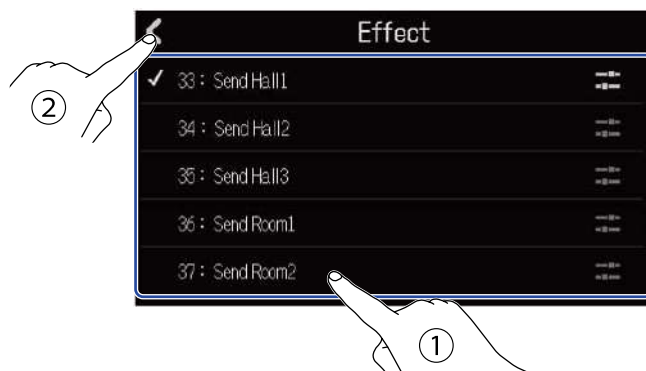 Effect
✓ 33 : Send Hall1
②
34 : Send Hall2
35 : Send Hall3
36 : Send Room1
37 : Send Room2
①